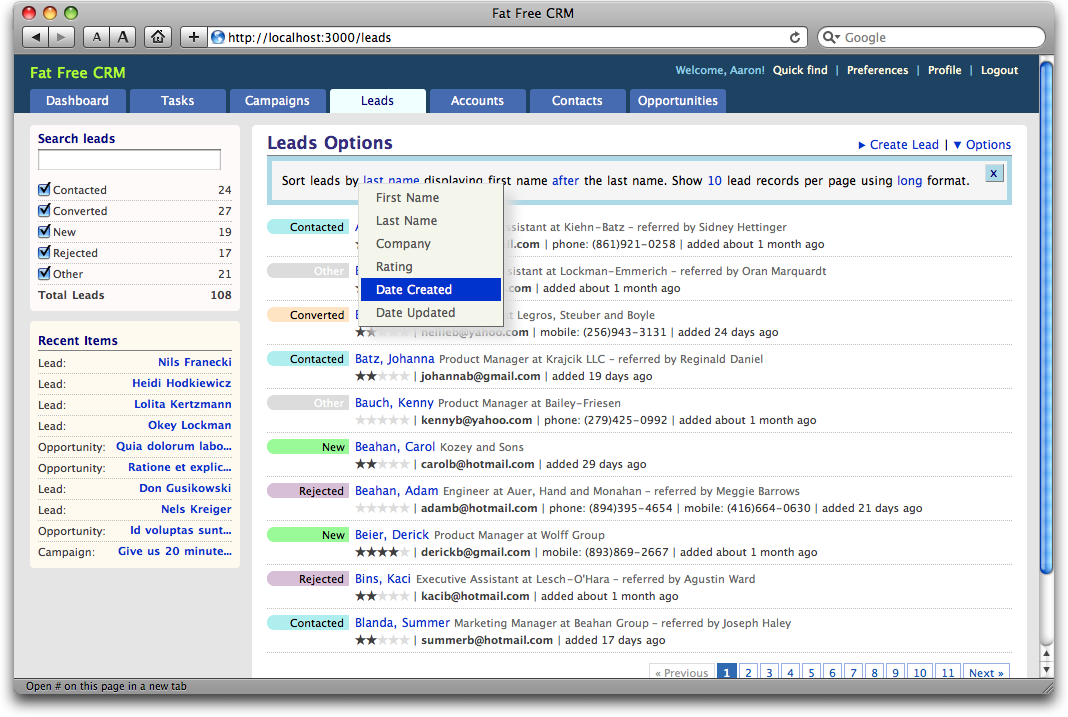 Fat Free CRM
A A + http://localhost:3000/leads Google
Fat Free CRM
Welcome, Aaron! Quick find | Preferences | Profile | Logout
Dashboard Tasks Campaigns Leads Accounts Contacts Opportunities
Search leads
Contacted 24
Converted 27
New 19
Rejected 17
Other 21
Total Leads 108
Recent Items
Lead: Nils Franecki
Lead: Heidi Hodkiewicz
Lead: Lolita Kertzmann
Lead: Okey Lockman
Opportunity: Quia dolorum labo...
Opportunity: Ratione et explic...
Lead: Don Gusikowski
Lead: Nels Kreiger
Opportunity: Id voluptas sunt...
Campaign: Give us 20 minute...
Leads Options
Create Lead | Options
Sort leads by last name displaying first name after the last name. Show 10 lead records per page using long format. X
First Name
Last Name
Company
Rating
Date Created
Date Updated
Contacted at Kiehn-Batz – referred by Sidney Hettinger
| phone: (861)921-0258 | added about 1 month ago
Other at Lockman-Emmerich – referred by Oran Marquardt
| added about 1 month ago
Converted at Legros, Steuber and Boyle
| nellieb@yahoo.com | mobile: (256)943-3131 | added 24 days ago
Contacted Batz, Johanna Product Manager at Krajcik LLC – referred by Reginald Daniel
| johannab@gmail.com | added 19 days ago
Other Bauch, Kenny Product Manager at Bailey-Friesen
| kennyb@yahoo.com | phone: (279)425-0992 | added about 1 month ago
New Beahan, Carol Kozey and Sons
| carolb@hotmail.com | added 29 days ago
Rejected Beahan, Adam Engineer at Auer, Hand and Monahan – referred by Meggie Barrows
| adamb@hotmail.com | phone: (894)395-4654 | mobile: (416)664-0630 | added 21 days ago
New Beier, Derick Product Manager at Wolff Group
| derickb@gmail.com | mobile: (893)869-2667 | added about 1 month ago
Rejected Bins, Kaci Executive Assistant at Lesch-O'Hara – referred by Agustin Ward
| kacib@hotmail.com | added about 1 month ago
Contacted Blanda, Summer Marketing Manager at Beahan Group – referred by Joseph Haley
| summerb@hotmail.com | added 17 days ago
« Previous 1 2 3 4 5 6 7 8 9 10 11 Next »
Open # on this page in a new tab